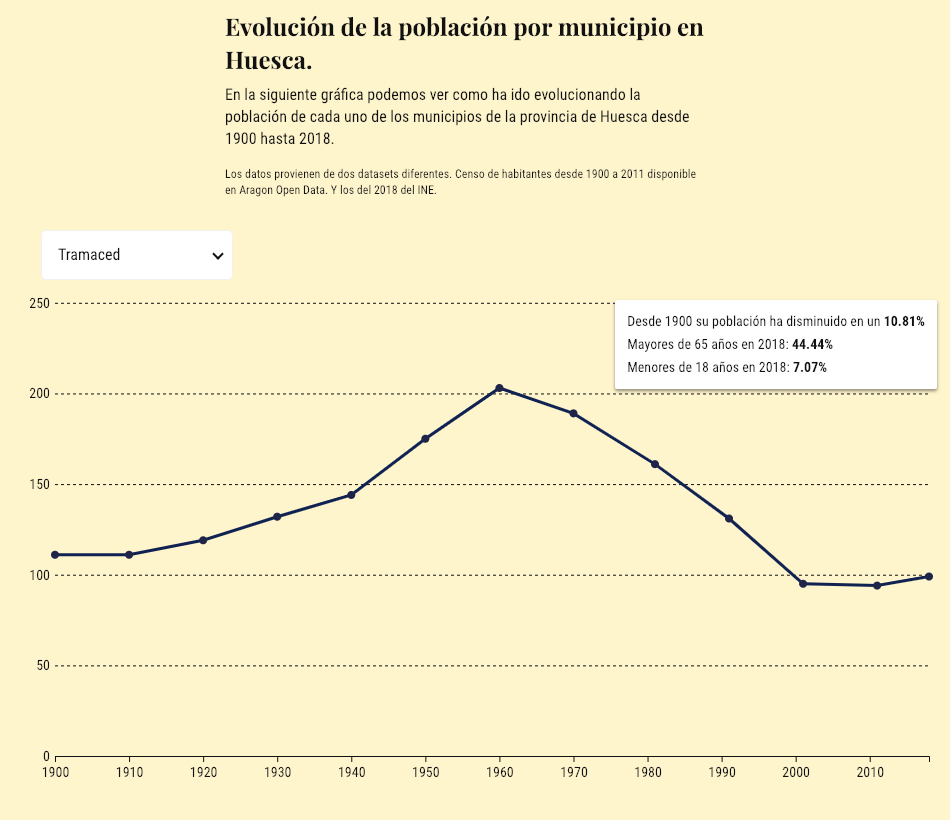 Evolución de la población por municipio en
Huesca.
En la siguiente gráfica podemos ver como ha ido evolucionando la
población de cada uno de los municipios de la provincia de Huesca desde
1900 hasta 2018.
Los datos provienen de dos datasets diferentes. Censo de habitantes desde 1900 a 2011 disponible
en Aragon Open Data. Y los del 2018 del INE.
Tramaced
250
Desde 1900 su población ha disminuido en un 10.81%
Mayores de 65 años en 2018: 44.44%
Menores de 18 años en 2018: 7.07%
200
150
100
50
0
1900 1910 1920 1930 1940 1950 1960 1970 1980 1990 2000 2010